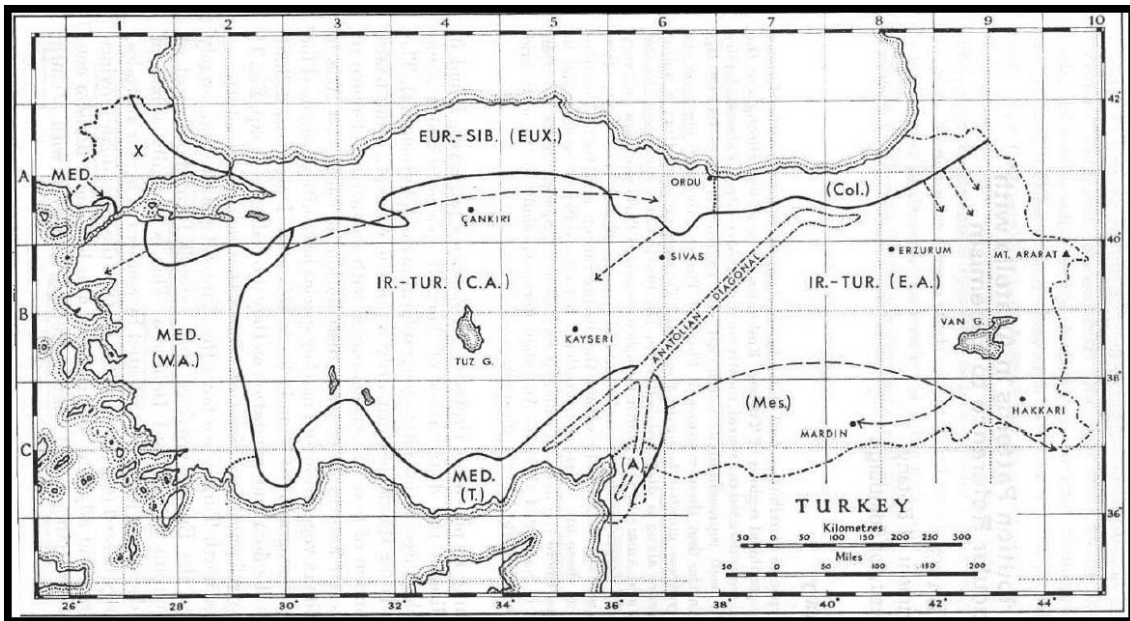 1 2 3 4 5 6 7 8 9 10
42°
EUR.-SIB. (EUX.)
X
MED.
A
A
ORDU
(Col.)
ÇANKIRI
40°
40°
SIVAS
ERZURUM
MT. ARARAT
IR.-TUR. (C.A.)
ANATOLIAN DIAGONAL
IR.-TUR. (E.A.)
B
B
MED.
(W.A.)
TUZ G.
KAYSERI
VAN G.
38°
38°
(Mes.)
HAKKARI
MARDIN
C
C
MED.
(T.)
(A)
TURKEY
36°
36°
Kilometres
50 0 50 100 150 200 250 300
Miles
50 0 50 100 150 200
26° 28° 30° 32° 34° 36° 38° 40° 42° 44°